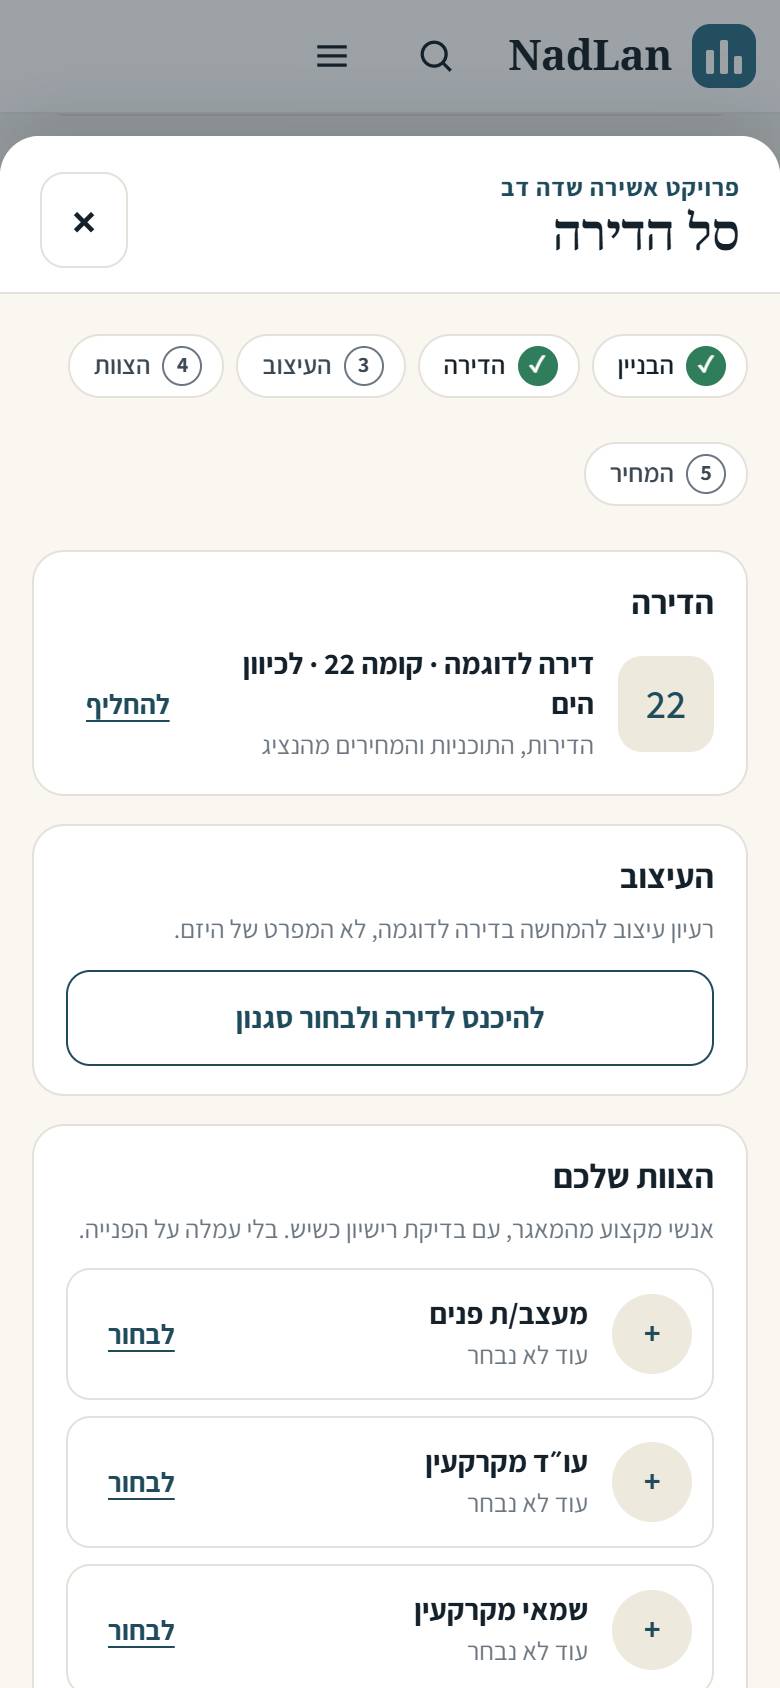 NadLan
פרויקט אשירה שדה דב
סל הדירה
×
✓ הבניין
✓ הדירה
3 העיצוב
4 הצוות
5 המחיר
הדירה
22
דירה לדוגמה · קומה 22 · לכיוון
הים
הדירות, התוכניות והמחירים מהנציג
להחליף
העיצוב
רעיון עיצוב להמחשה בדירה לדוגמה, לא המפרט של היזם.
להיכנס לדירה ולבחור סגנון
הצוות שלכם
אנשי מקצוע מהמאגר, עם בדיקת רישיון כשיש. בלי עמלה על הפנייה.
+
מעצב/ת פנים
עוד לא נבחר
לבחור
+
עו״ד מקרקעין
עוד לא נבחר
לבחור
+
שמאי מקרקעין
עוד לא נבחר
לבחור